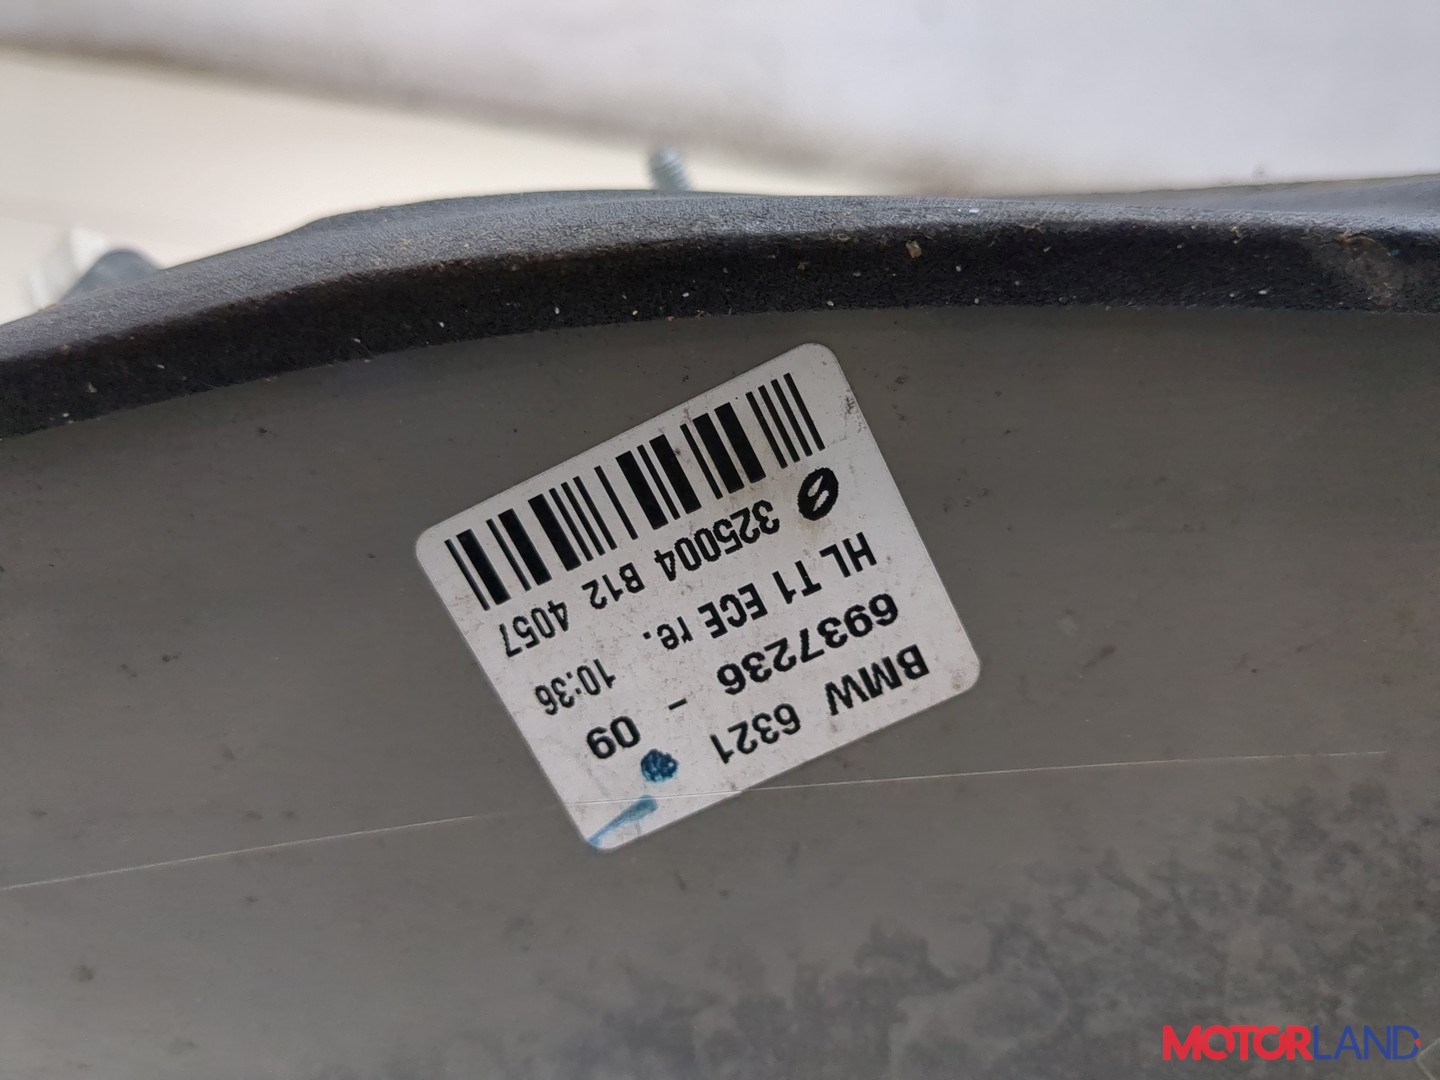 BMW 6321
6937236 - 09
HL T1 ECE re. 10:36
325004 B12 4057
MOTORLAND